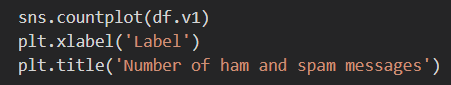 sns.countplot(df.v1)
plt.xlabel('Label')
plt.title('Number of ham and spam messages')